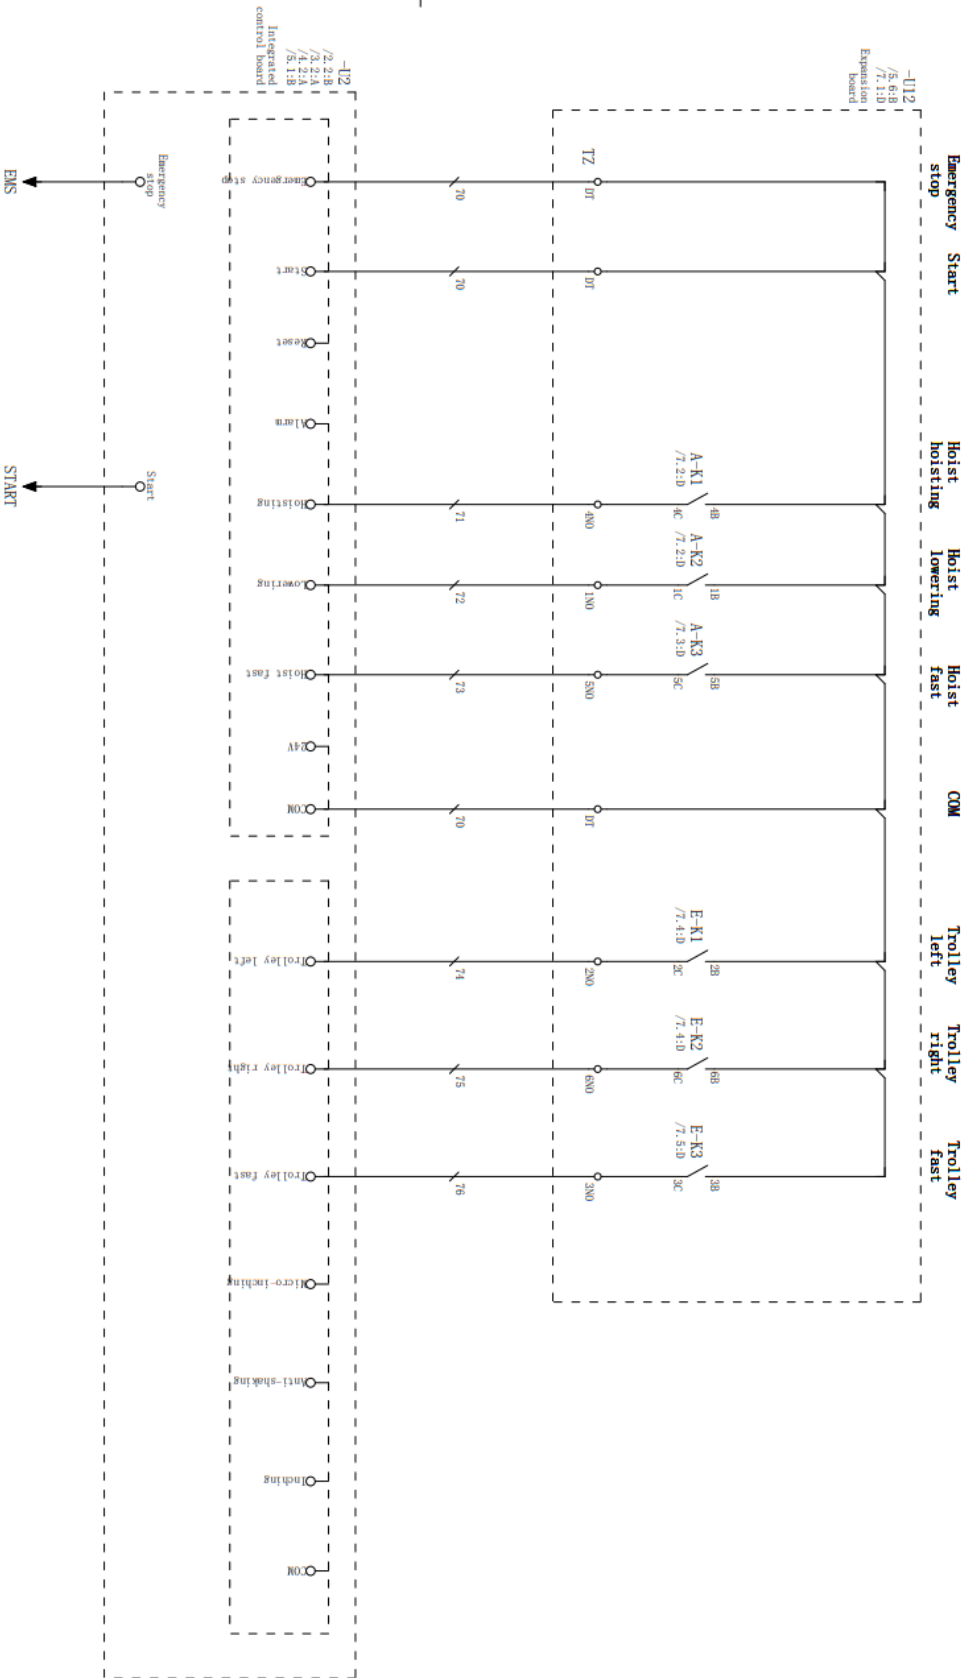 Emergency
stop
Start
Hoist
hoisting
Hoist
lowering
Hoist
fast
COM
Trolley
left
Trolley
right
Trolley
fast
-U12
/5.6:B
/7.1:D
Expansion
board
4B
1B
5B
2B
6B
3B
A-K1
/7.2:D
A-K2
/7.2:D
A-K3
/7.3:D
E-K1
/7.4:D
E-K2
/7.4:D
E-K3
/7.5:D
4C
1C
5C
2C
6C
3C
TZ
DT
DT
4NO
1NO
5NO
DT
2NO
6NO
3NO
70
70
71
72
73
70
74
75
76
-U2
/2.2:B
/3.2:A
/4.2:A
/5.1:B
Integrated
control board
Emergency stop
Start
Reset
Alarm
Hoisting
Lowering
Hoist fast
24V
COM
Trolley left
Trolley right
Trolley fast
Micro-inching
Anti-shaking
Inching
COM
Emergency
stop
Start
EMS
START